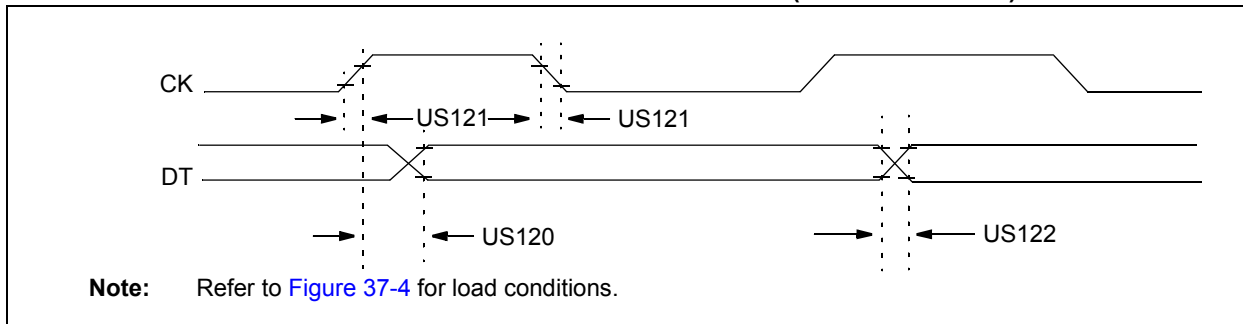 CK
US121
US121
DT
US120
US122
Note: Refer to Figure 37-4 for load conditions.